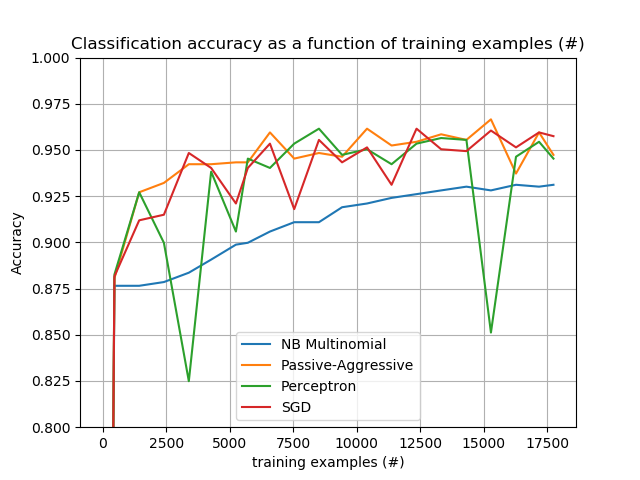 Classification accuracy as a function of training examples (#)
1.000
0.975
0.950
0.925
0.900
0.875
0.850
0.825
0.800
Accuracy
NB Multinomial
Passive-Aggressive
Perceptron
SGD
0 2500 5000 7500 10000 12500 15000 17500
training examples (#)